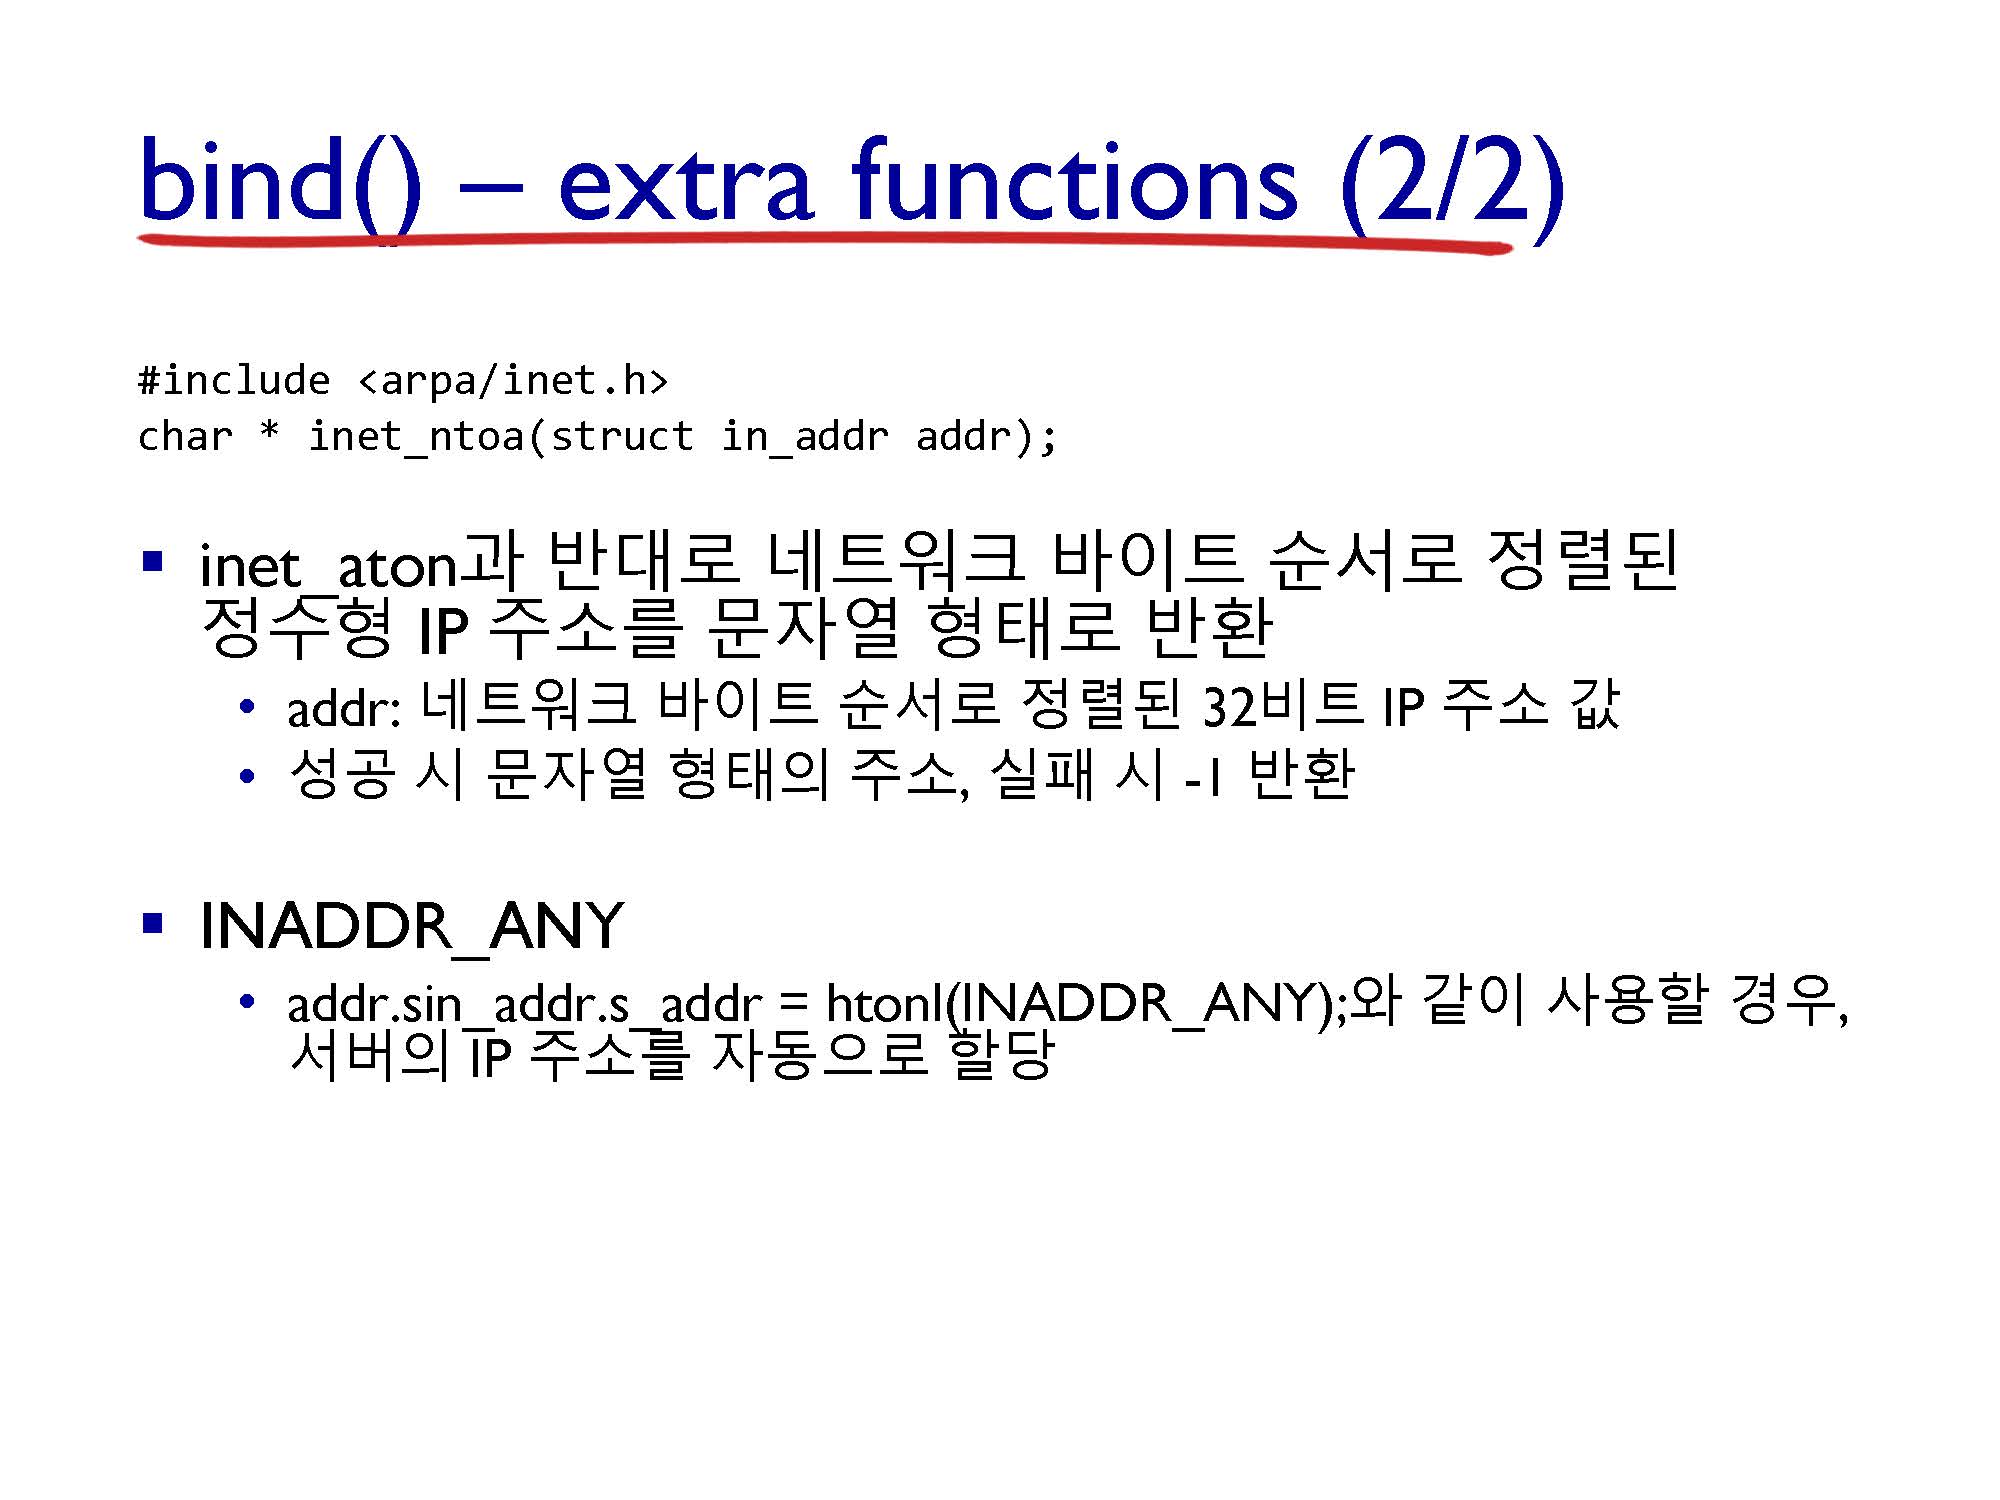 bind() – extra functions (2/2)
#include <arpa/inet.h>
char * inet_ntoa(struct in_addr addr);
▪ inet_aton과 반대로 네트워크 바이트 순서로 정렬된
정수형 IP 주소를 문자열 형태로 반환
• addr: 네트워크 바이트 순서로 정렬된 32비트 IP 주소 값
• 성공 시 문자열 형태의 주소, 실패 시 -1 반환
▪ INADDR_ANY
• addr.sin_addr.s_addr = htonl(INADDR_ANY);와 같이 사용할 경우,
서버의 IP 주소를 자동으로 할당